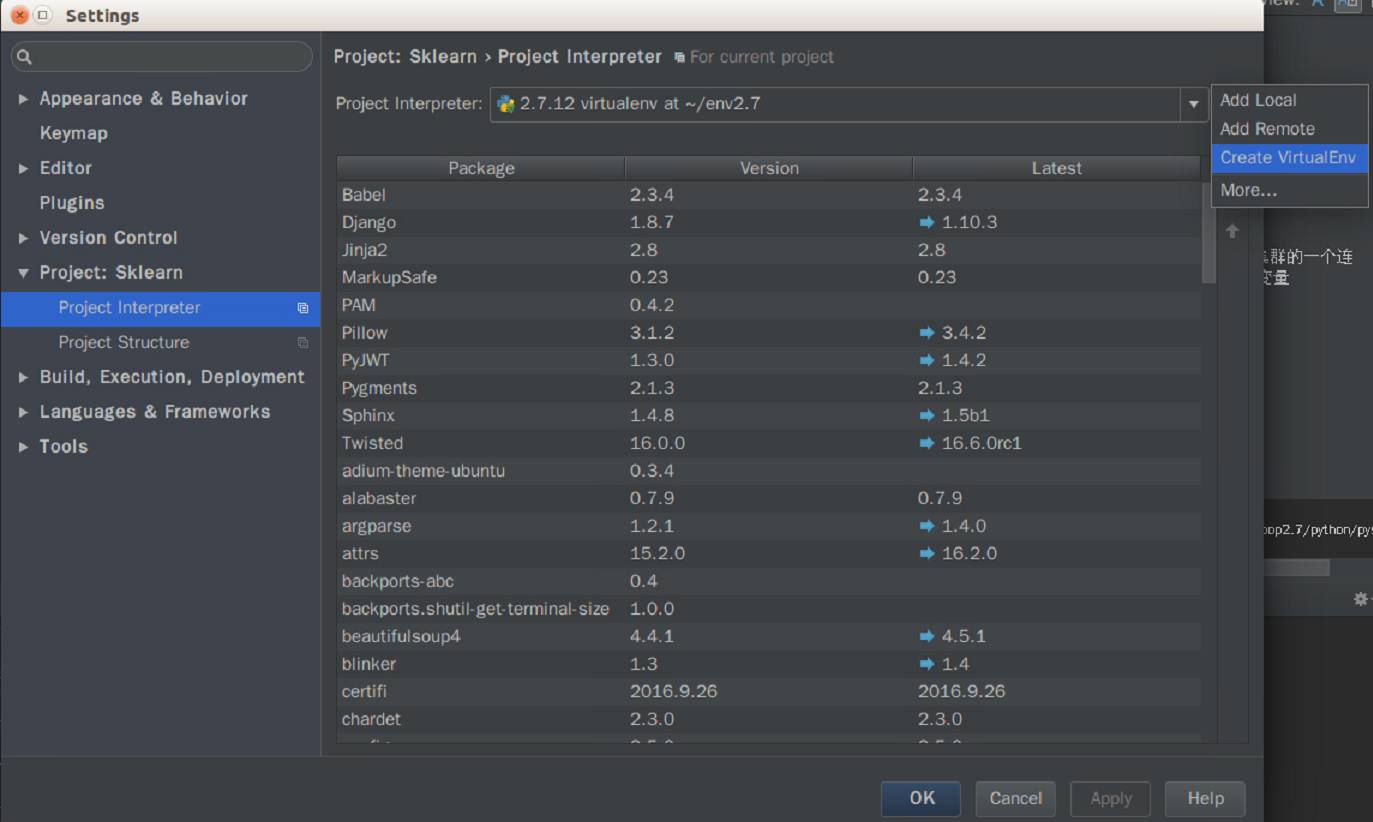 Settings
Project: Sklearn › Project Interpreter For current project
Project Interpreter: 2.7.12 virtualenv at ~/env2.7
Add Local
Add Remote
Create VirtualEnv
More...
Appearance & Behavior
Keymap
Editor
Plugins
Version Control
Project: Sklearn
Project Interpreter
Project Structure
Build, Execution, Deployment
Languages & Frameworks
Tools
Package Version Latest
Babel 2.3.4 2.3.4
Django 1.8.7 1.10.3
Jinja2 2.8 2.8
MarkupSafe 0.23 0.23
PAM 0.4.2
Pillow 3.1.2 3.4.2
PyJWT 1.3.0 1.4.2
Pygments 2.1.3 2.1.3
Sphinx 1.4.8 1.5b1
Twisted 16.0.0 16.6.0rc1
adium-theme-ubuntu 0.3.4
alabaster 0.7.9 0.7.9
argparse 1.2.1 1.4.0
attrs 15.2.0 16.2.0
backports-abc 0.4
backports.shutil-get-terminal-size 1.0.0
beautifulsoup4 4.4.1 4.5.1
blinker 1.3 1.4
certifi 2016.9.26 2016.9.26
chardet 2.3.0 2.3.0
群的一个连
变量
op2.7/python/py
OK Cancel Apply Help